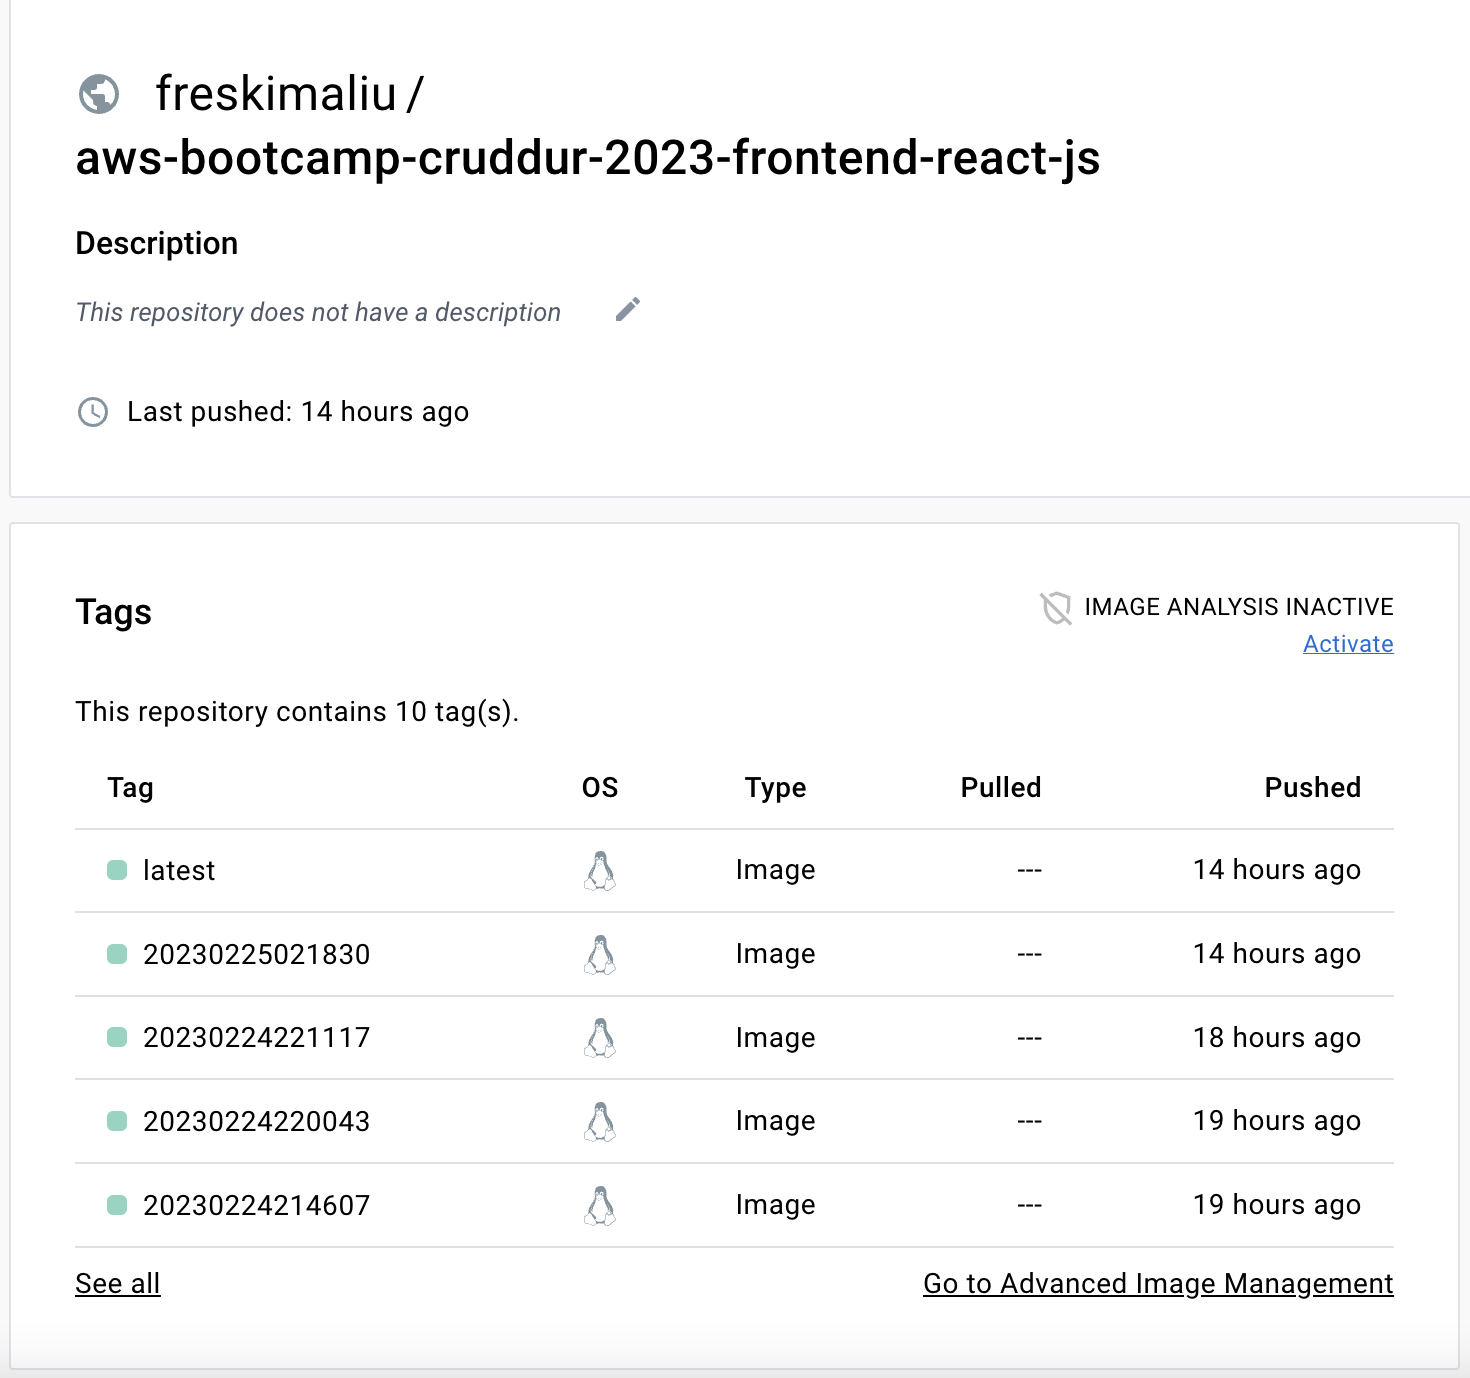 freskimaliu /
aws-bootcamp-cruddur-2023-frontend-react-js
Description
This repository does not have a description
Last pushed: 14 hours ago
Tags
IMAGE ANALYSIS INACTIVE
Activate
This repository contains 10 tag(s).
Tag OS Type Pulled Pushed
latest Image --- 14 hours ago
20230225021830 Image --- 14 hours ago
20230224221117 Image --- 18 hours ago
20230224220043 Image --- 19 hours ago
20230224214607 Image --- 19 hours ago
See all Go to Advanced Image Management